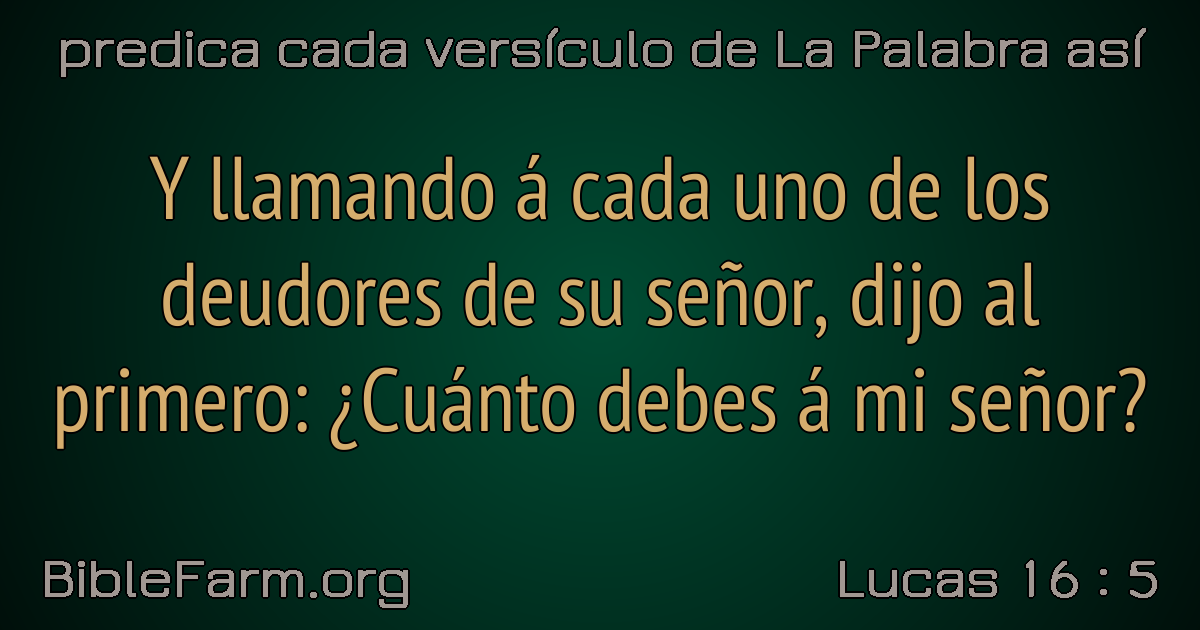 predica cada versículo de La Palabra así
Y llamando á cada uno de los
deudores de su señor, dijo al
primero: ¿Cuánto debes á mi señor?
BibleFarm.org
Lucas 16 : 5